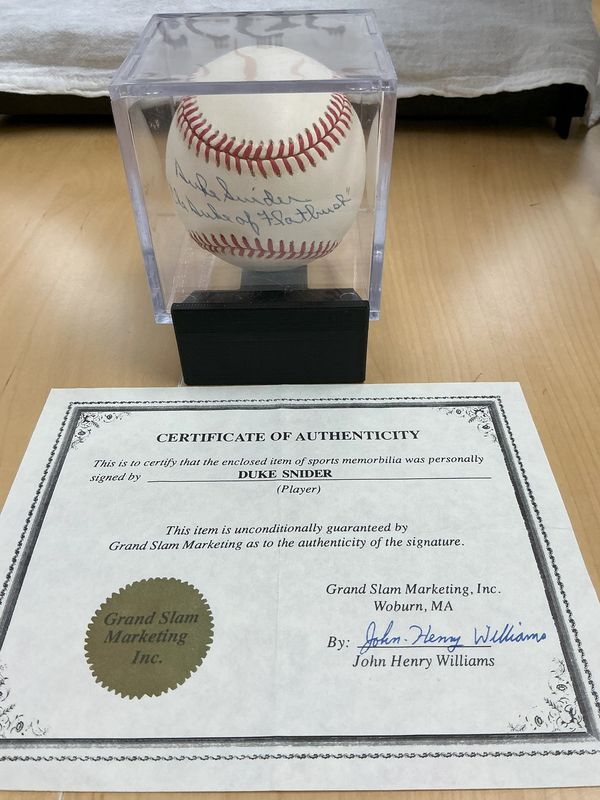 Duke Snider
"Duke of Flatbush"
CERTIFICATE OF AUTHENTICITY
This is to certify that the enclosed item of sports memorbilia was personally
signed by DUKE SNIDER
(Player)
This item is unconditionally guaranteed by
Grand Slam Marketing as to the authenticity of the signature.
Grand Slam
Marketing
Inc.
Grand Slam Marketing, Inc.
Woburn, MA
By: John-Henry Williams
John Henry Williams